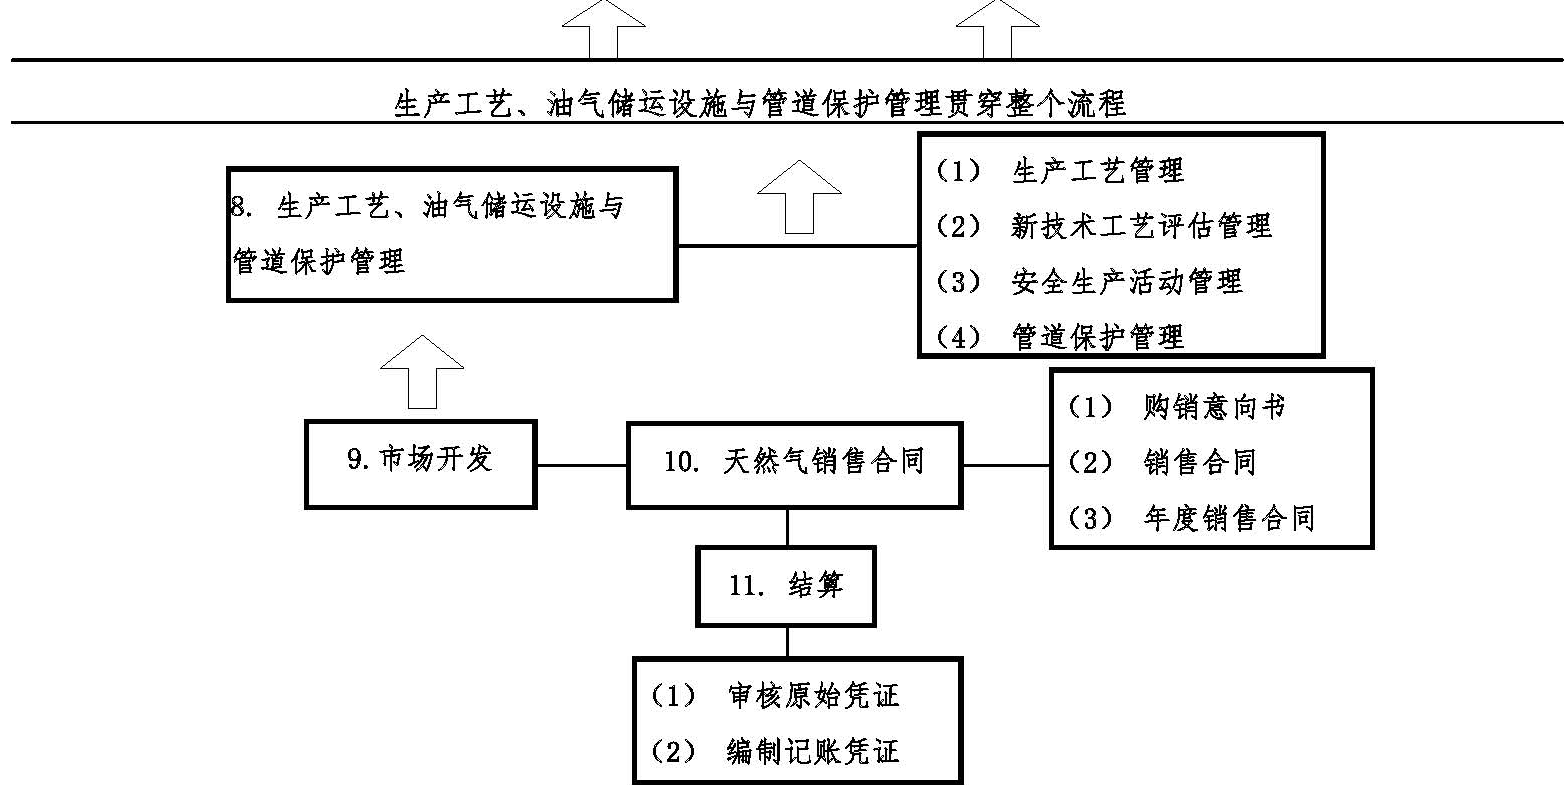 生产工艺、油气储运设施与管道保护管理贯穿整个流程
8. 生产工艺、油气储运设施与
管道保护管理
(1) 生产工艺管理
(2) 新技术工艺评估管理
(3) 安全生产活动管理
(4) 管道保护管理
9.市场开发
10. 天然气销售合同
(1) 购销意向书
(2) 销售合同
(3) 年度销售合同
11. 结算
(1) 审核原始凭证
(2) 编制记账凭证